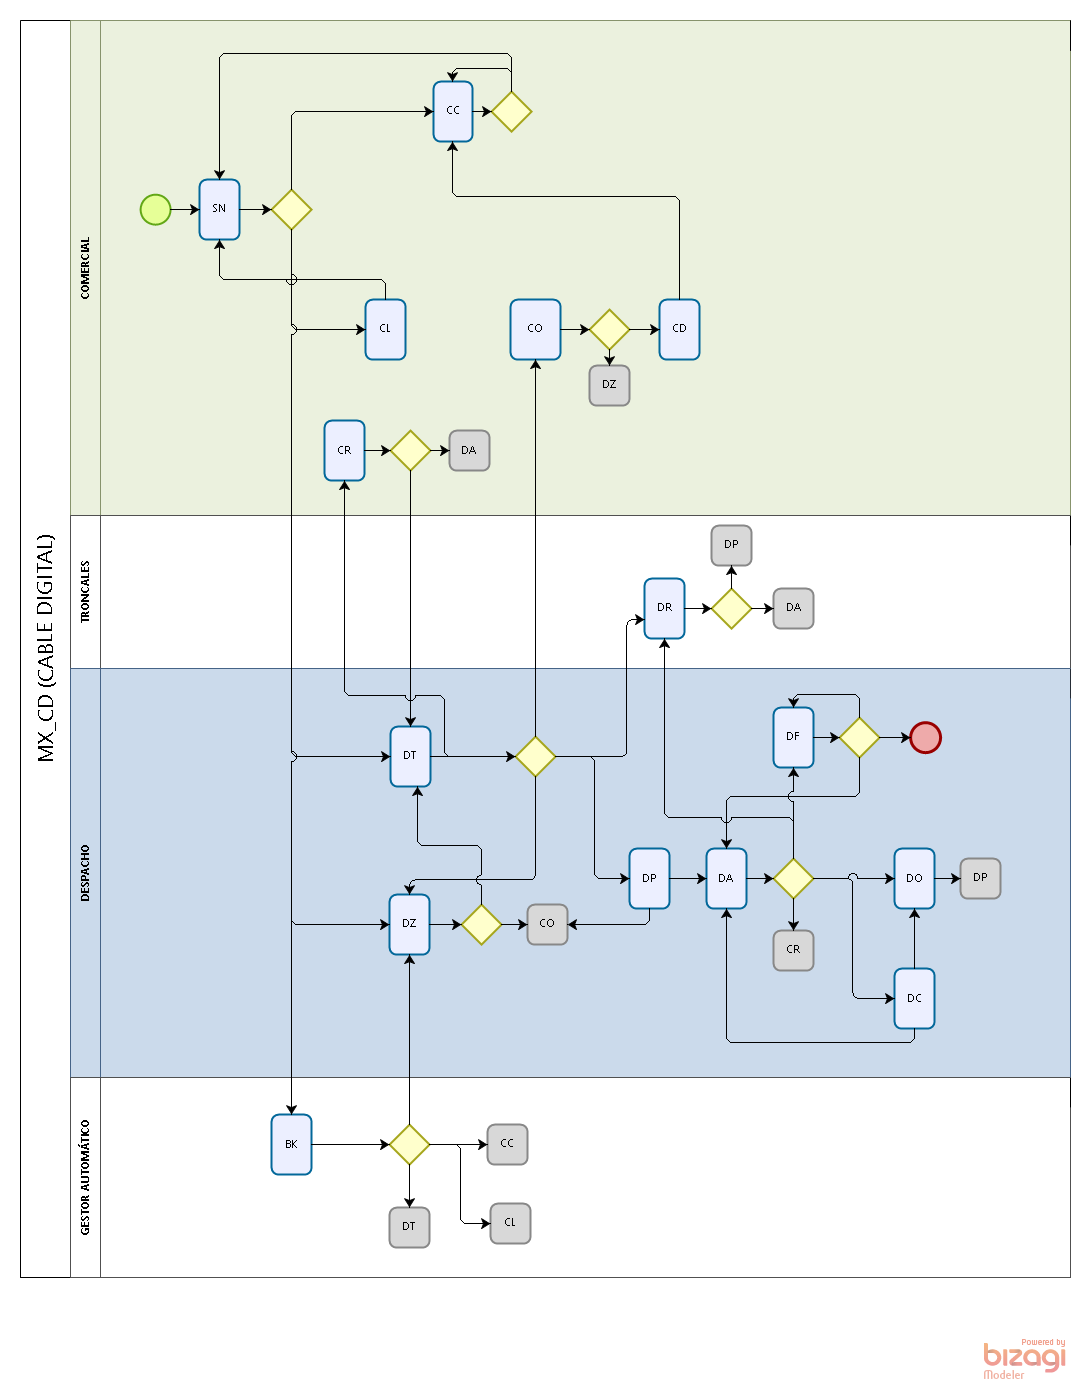 MX_CD (CABLE DIGITAL)
COMERCIAL
CC
SN
CL
CO
CD
DZ
CR
DA
TRONCALES
DP
DR
DA
DESPACHO
DT
DF
DP
DA
DO
DP
DZ
CO
CR
DC
GESTOR AUTOMÁTICO
BK
CC
DT
CL
Powered by
bizagi
Modeler